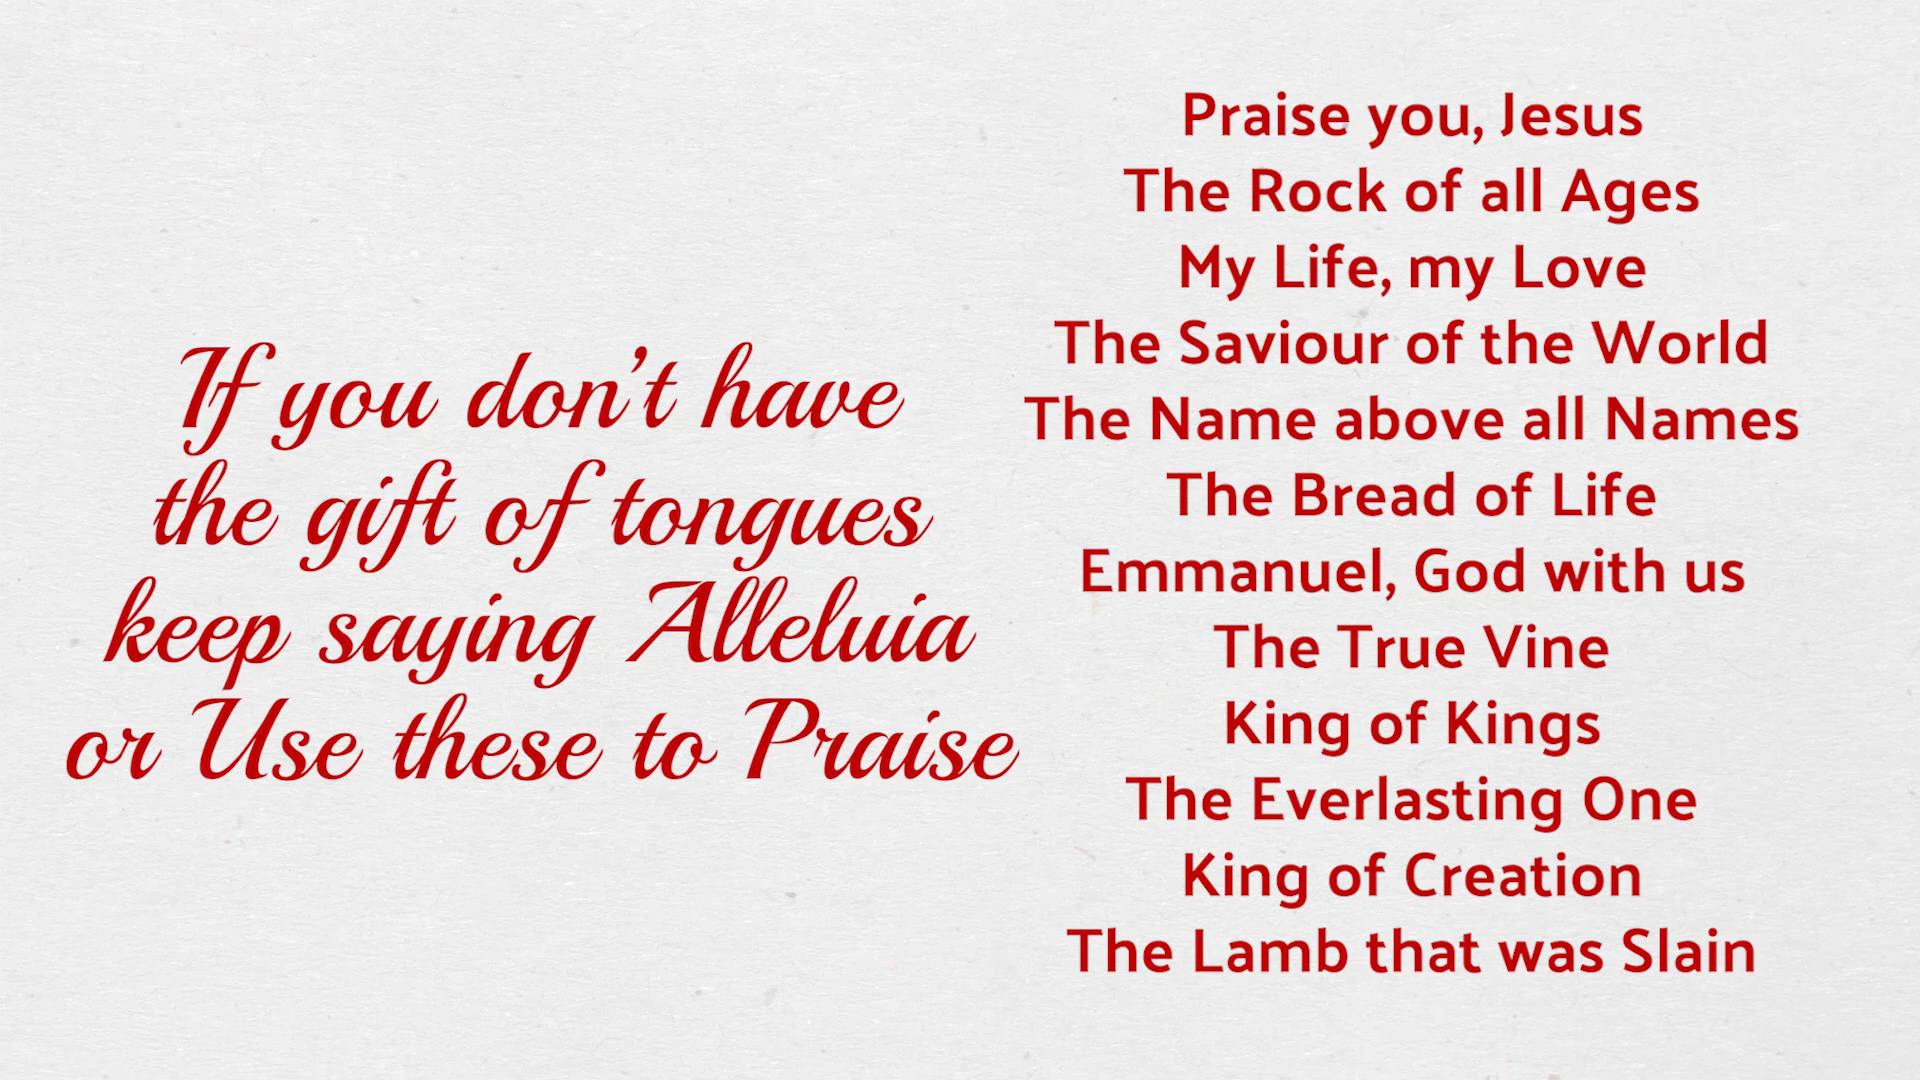 If you don't have
the gift of tongues
keep saying Alleluia
or Use these to Praise
Praise you, Jesus
The Rock of all Ages
My Life, my Love
The Saviour of the World
The Name above all Names
The Bread of Life
Emmanuel, God with us
The True Vine
King of Kings
The Everlasting One
King of Creation
The Lamb that was Slain